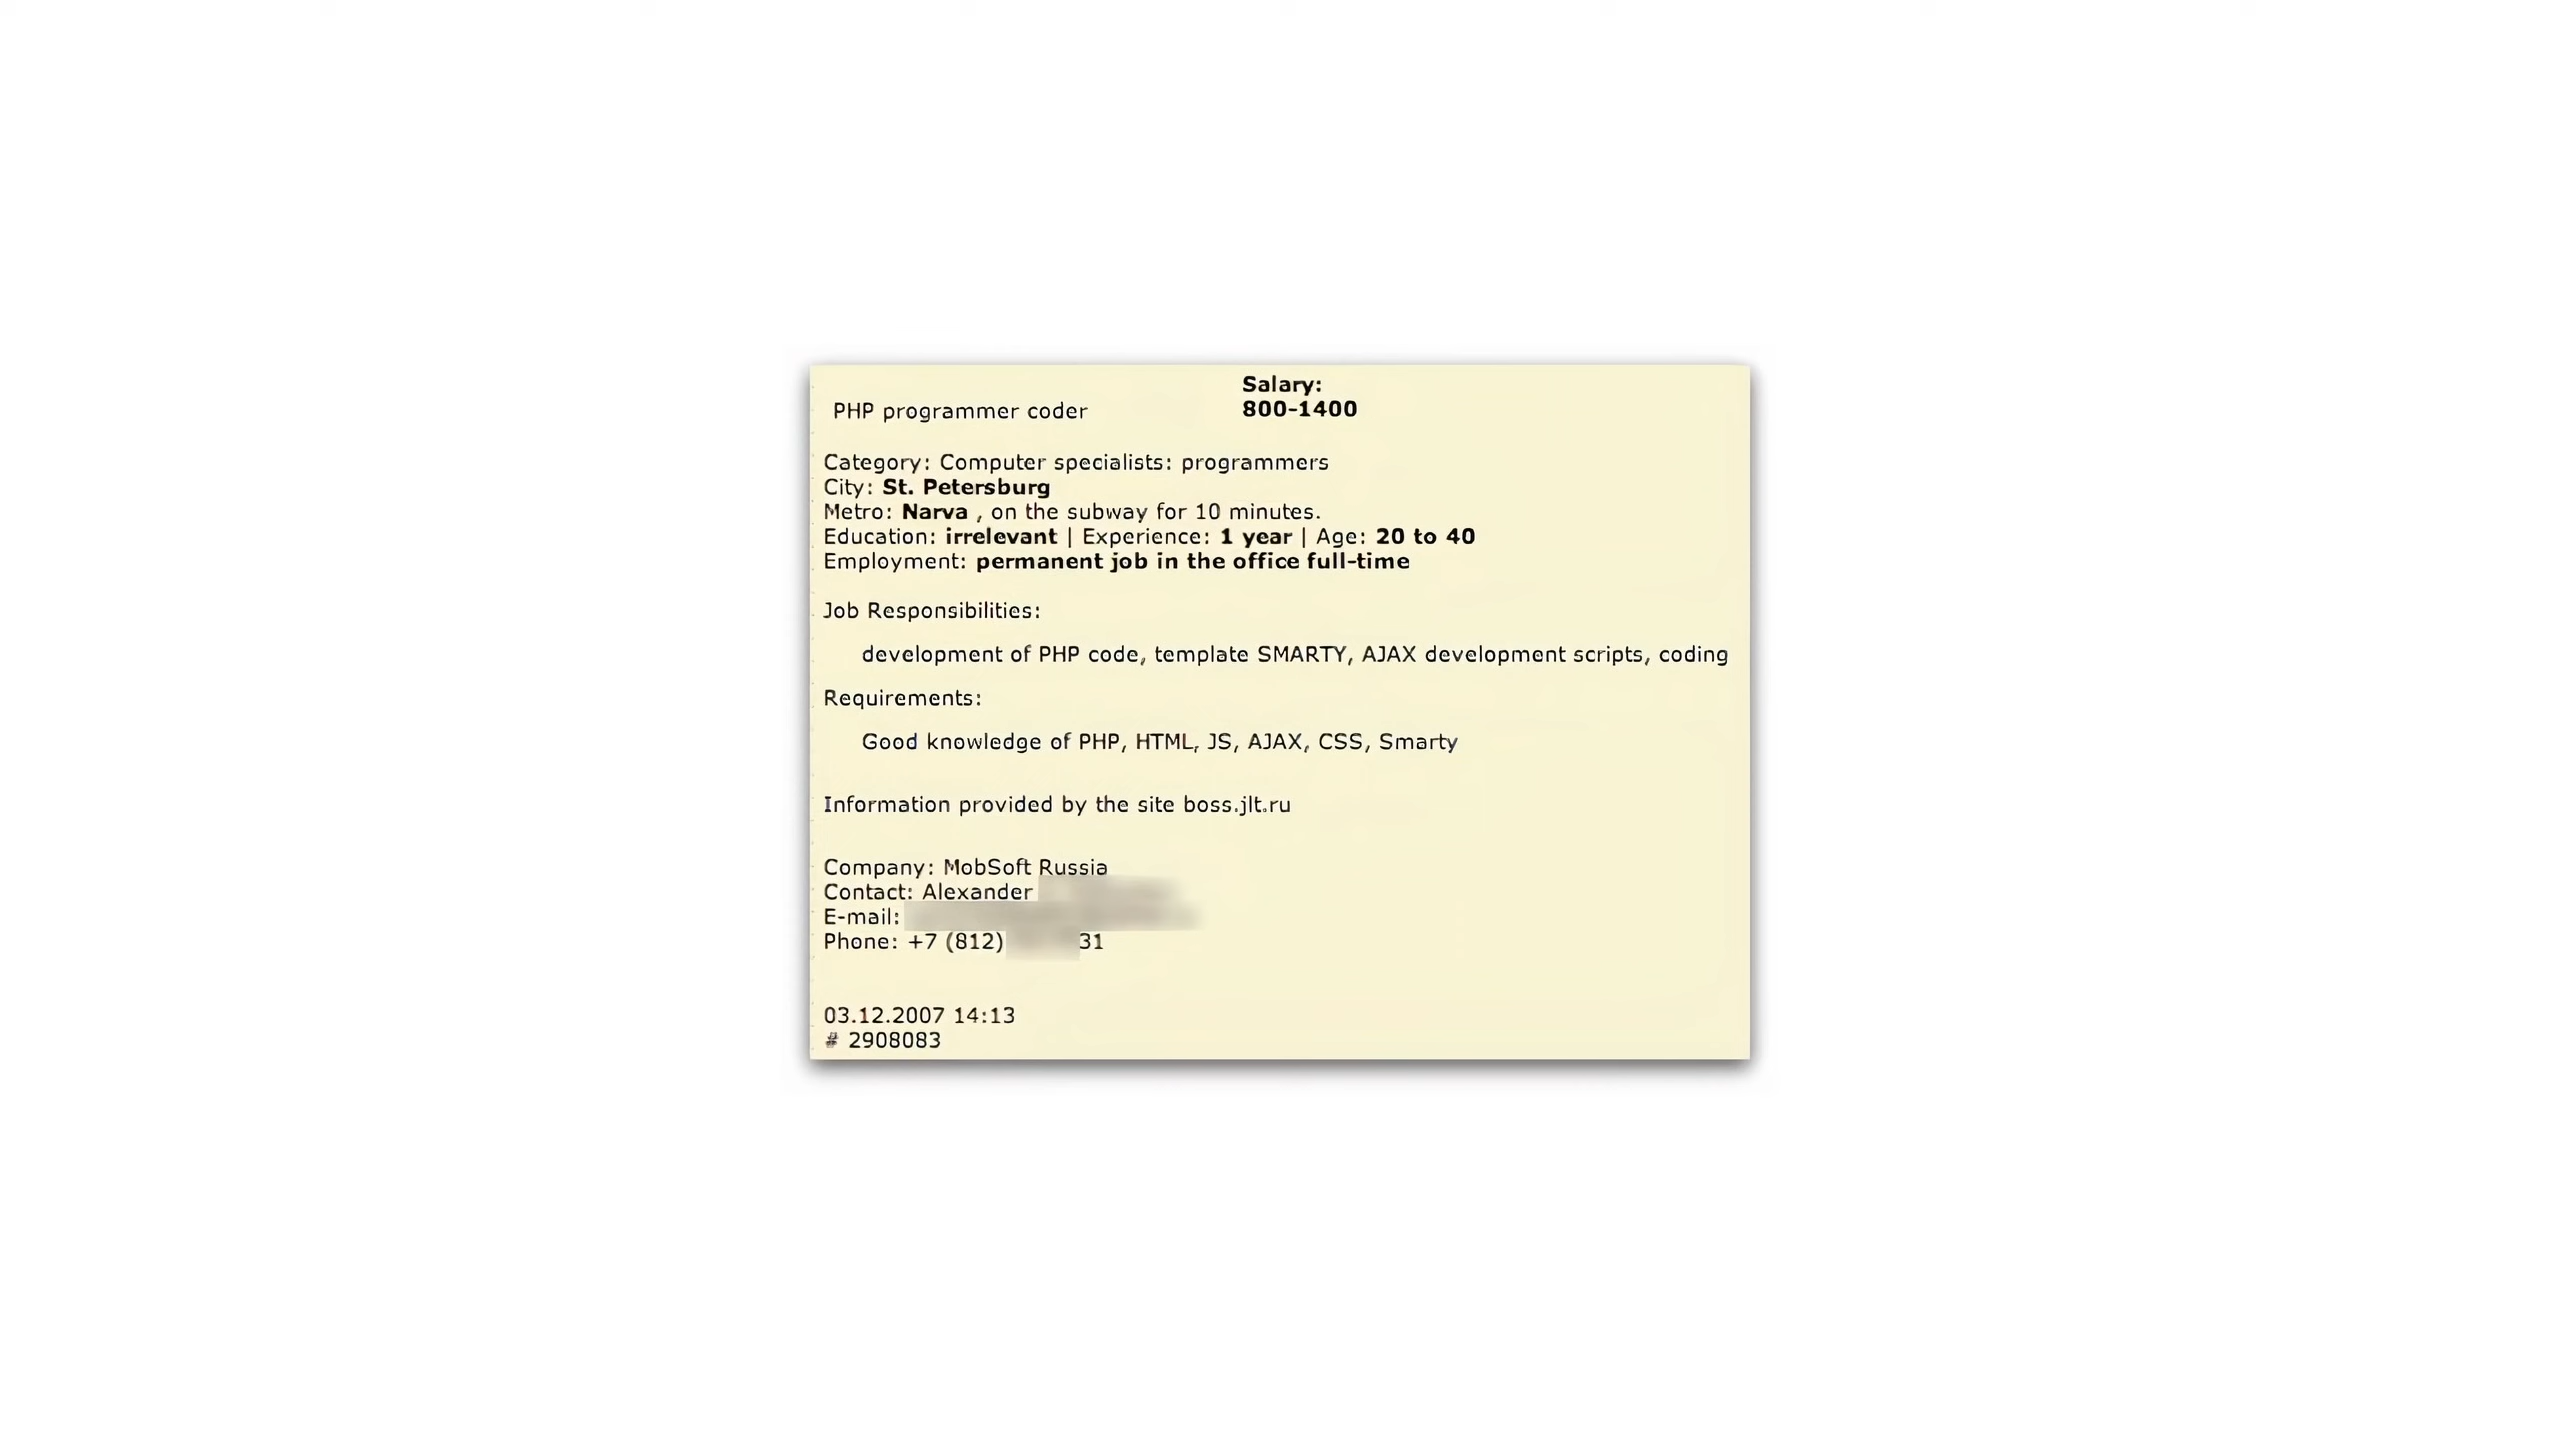 Salary:
PHP programmer coder 800-1400
Category: Computer specialists: programmers
City: St. Petersburg
Metro: Narva , on the subway for 10 minutes.
Education: irrelevant | Experience: 1 year | Age: 20 to 40
Employment: permanent job in the office full-time
Job Responsibilities:
development of PHP code, template SMARTY, AJAX development scripts, coding
Requirements:
Good knowledge of PHP, HTML, JS, AJAX, CSS, Smarty
Information provided by the site boss.jlt.ru
Company: MobSoft Russia
Contact: Alexander
E-mail:
Phone: +7 (812) 31
03.12.2007 14:13
# 2908083